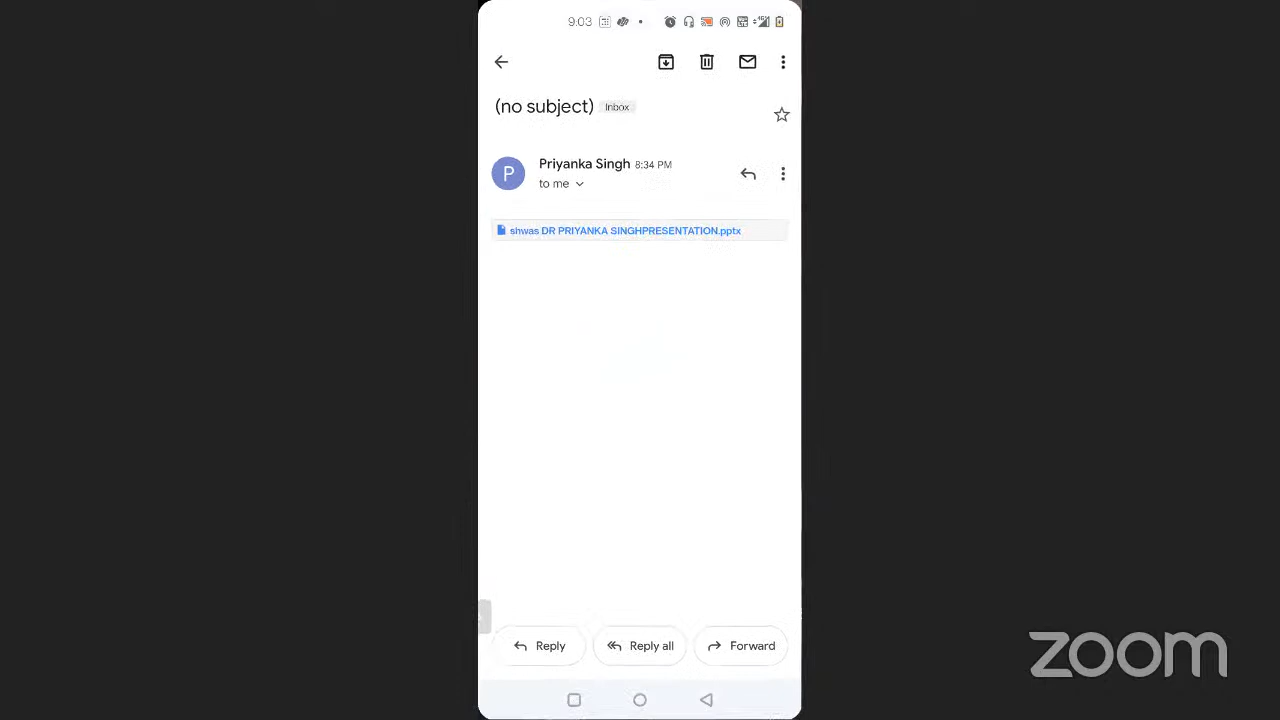 9:03
(no subject) Inbox
P
Priyanka Singh 8:34 PM
to me
shwas DR PRIYANKA SINGHPRESENTATION.pptx
Reply
Reply all
Forward
zoom